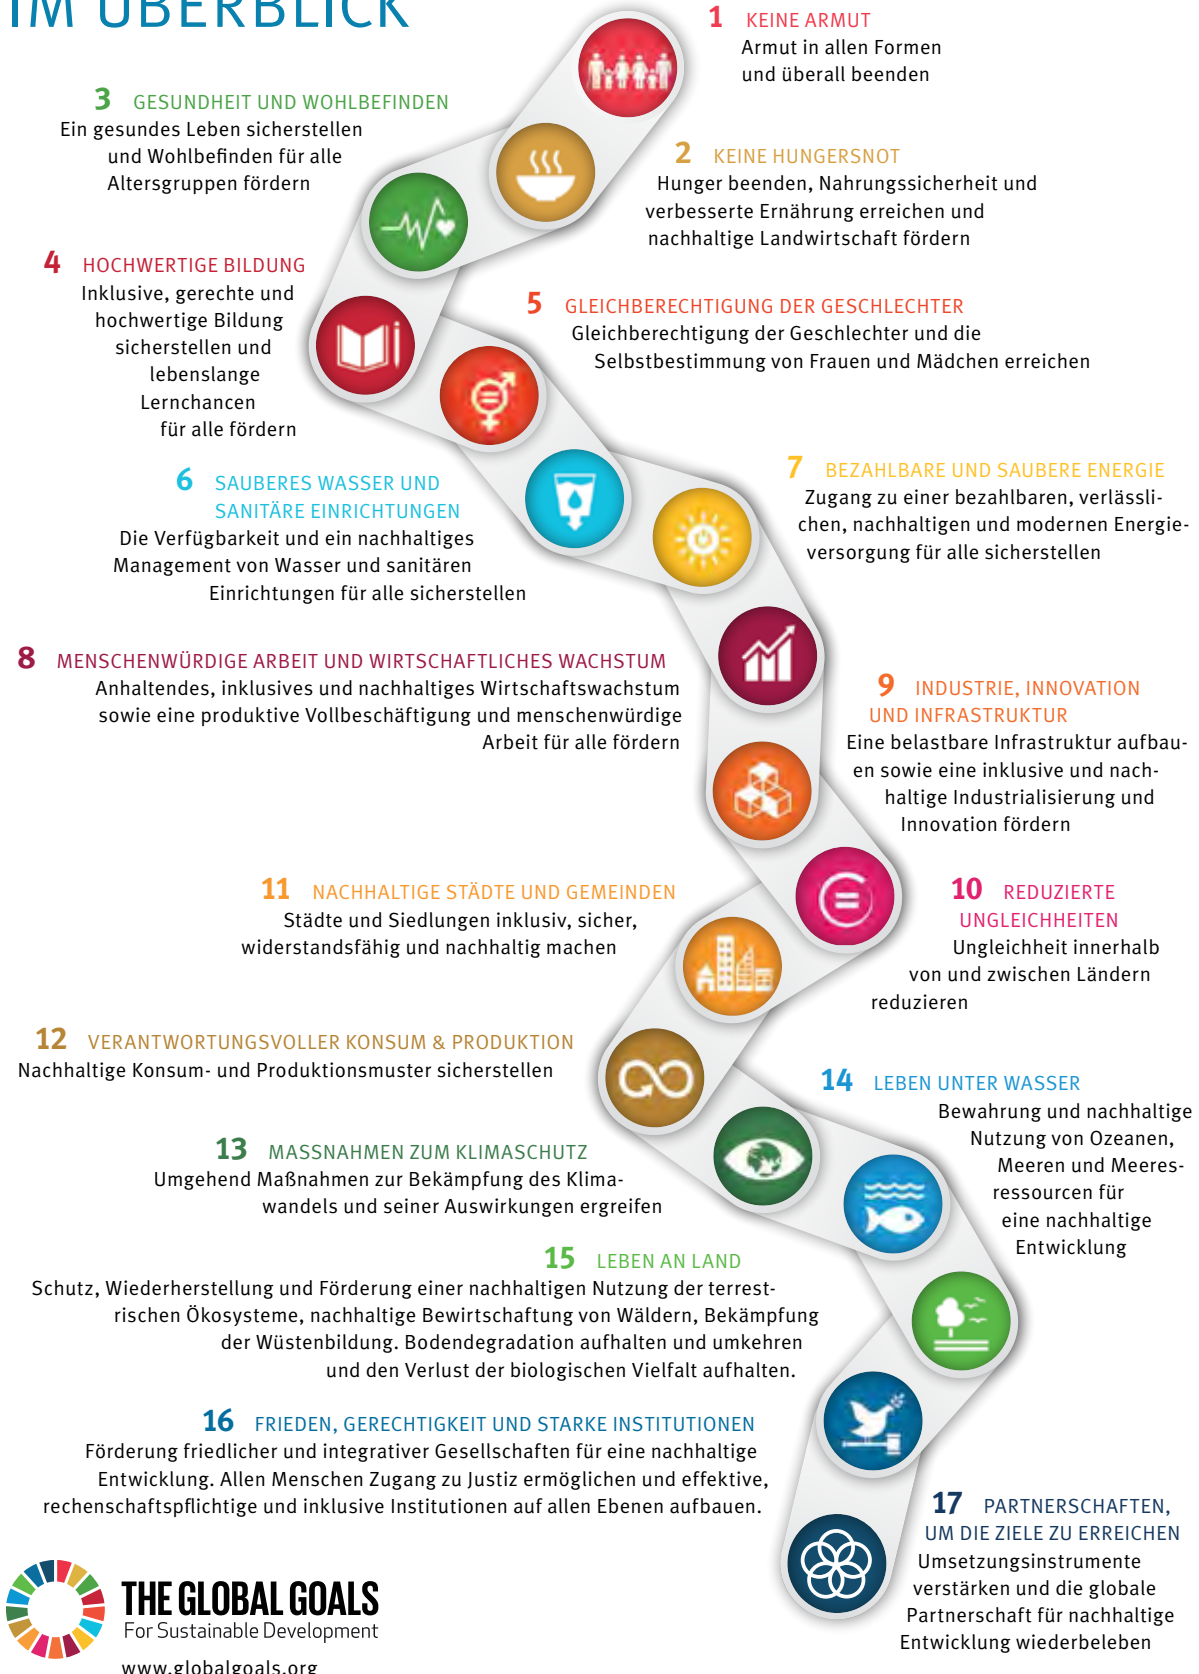 IM ÜBERBLICK
1 KEINE ARMUT
Armut in allen Formen
und überall beenden
2 KEINE HUNGERSNOT
Hunger beenden, Nahrungssicherheit und
verbesserte Ernährung erreichen und
nachhaltige Landwirtschaft fördern
3 GESUNDHEIT UND WOHLBEFINDEN
Ein gesundes Leben sicherstellen
und Wohlbefinden für alle
Altersgruppen fördern
4 HOCHWERTIGE BILDUNG
Inklusive, gerechte und
hochwertige Bildung
sicherstellen und
lebenslange
Lernchancen
für alle fördern
5 GLEICHBERECHTIGUNG DER GESCHLECHTER
Gleichberechtigung der Geschlechter und die
Selbstbestimmung von Frauen und Mädchen erreichen
6 SAUBERES WASSER UND
SANITÄRE EINRICHTUNGEN
Die Verfügbarkeit und ein nachhaltiges
Management von Wasser und sanitären
Einrichtungen für alle sicherstellen
7 BEZAHLBARE UND SAUBERE ENERGIE
Zugang zu einer bezahlbaren, verlässli-
chen, nachhaltigen und modernen Energie-
versorgung für alle sicherstellen
8 MENSCHENWÜRDIGE ARBEIT UND WIRTSCHAFTLICHES WACHSTUM
Anhaltendes, inklusives und nachhaltiges Wirtschaftswachstum
sowie eine produktive Vollbeschäftigung und menschenwürdige
Arbeit für alle fördern
9 INDUSTRIE, INNOVATION
UND INFRASTRUKTUR
Eine belastbare Infrastruktur aufbau-
en sowie eine inklusive und nach-
haltige Industrialisierung und
Innovation fördern
10 REDUZIERTE
UNGLEICHHEITEN
Ungleichheit innerhalb
von und zwischen Ländern
reduzieren
11 NACHHALTIGE STÄDTE UND GEMEINDEN
Städte und Siedlungen inklusiv, sicher,
widerstandsfähig und nachhaltig machen
12 VERANTWORTUNGSVOLLER KONSUM & PRODUKTION
Nachhaltige Konsum- und Produktionsmuster sicherstellen
13 MASSNAHMEN ZUM KLIMASCHUTZ
Umgehend Maßnahmen zur Bekämpfung des Klima-
wandels und seiner Auswirkungen ergreifen
14 LEBEN UNTER WASSER
Bewahrung und nachhaltige
Nutzung von Ozeanen,
Meeren und Meeres-
ressourcen für
eine nachhaltige
Entwicklung
15 LEBEN AN LAND
Schutz, Wiederherstellung und Förderung einer nachhaltigen Nutzung der terrest-
rischen Ökosysteme, nachhaltige Bewirtschaftung von Wäldern, Bekämpfung
der Wüstenbildung. Bodendegradation aufhalten und umkehren
und den Verlust der biologischen Vielfalt aufhalten.
16 FRIEDEN, GERECHTIGKEIT UND STARKE INSTITUTIONEN
Förderung friedlicher und integrativer Gesellschaften für eine nachhaltige
Entwicklung. Allen Menschen Zugang zu Justiz ermöglichen und effektive,
rechenschaftspflichtige und inklusive Institutionen auf allen Ebenen aufbauen.
17 PARTNERSCHAFTEN,
UM DIE ZIELE ZU ERREICHEN
Umsetzungsinstrumente
verstärken und die globale
Partnerschaft für nachhaltige
Entwicklung wiederbeleben
THE GLOBAL GOALS
For Sustainable Development
www.globalgoals.org